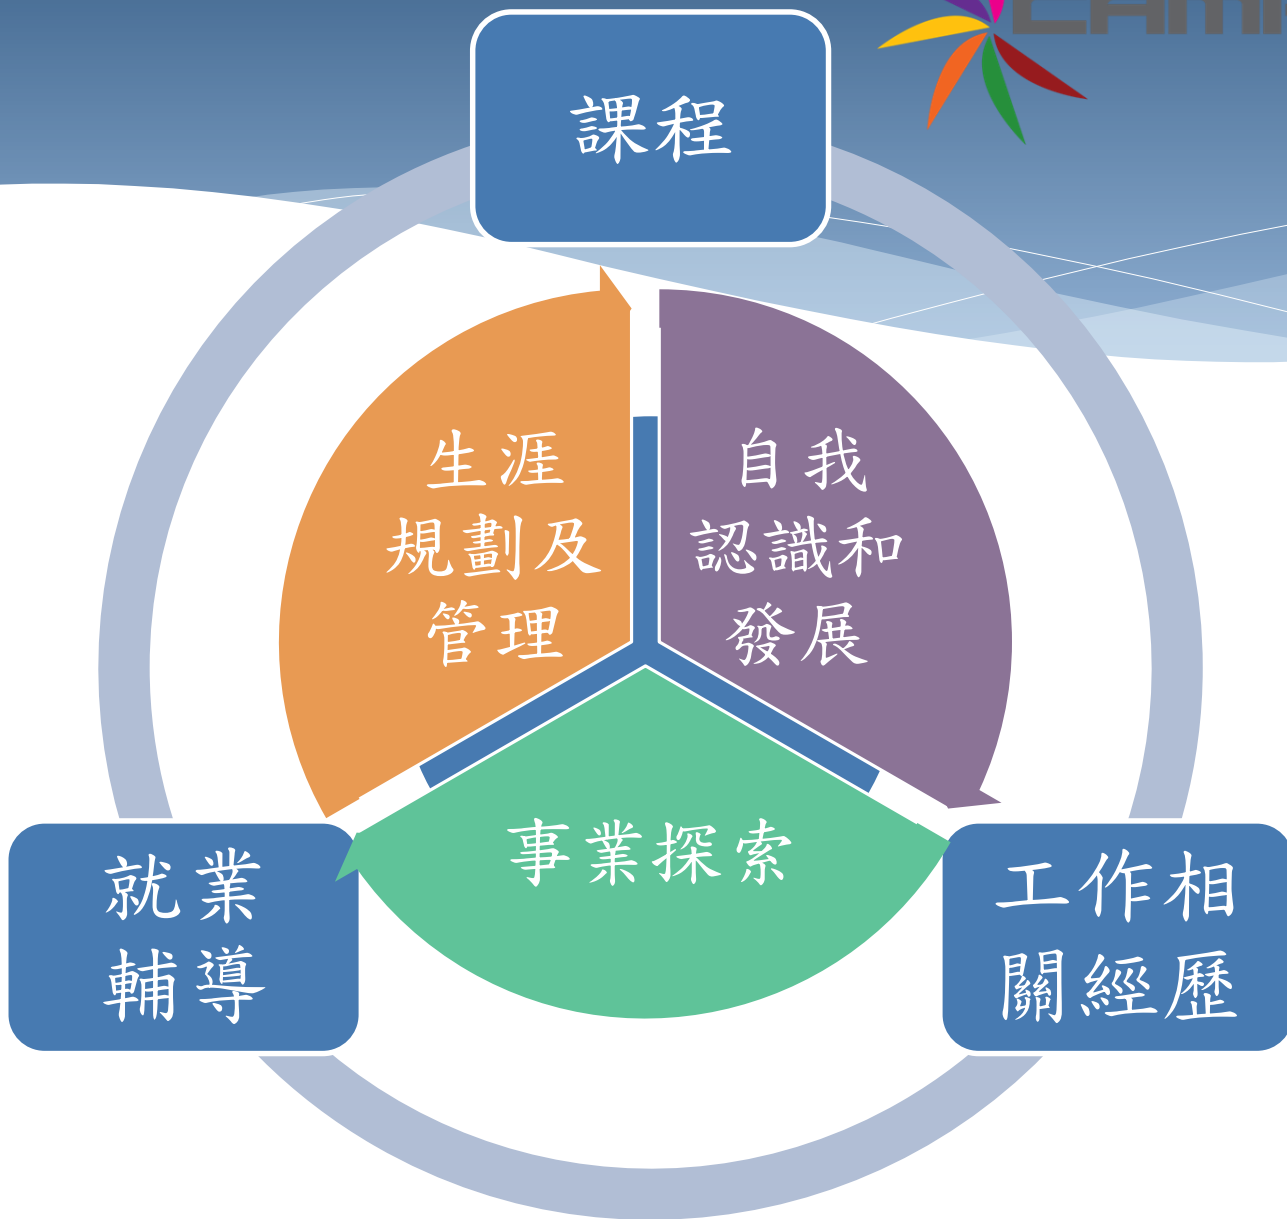 課程
生涯
規劃及
管理
自我
認識和
發展
事業探索
就業
輔導
工作相
關經歷